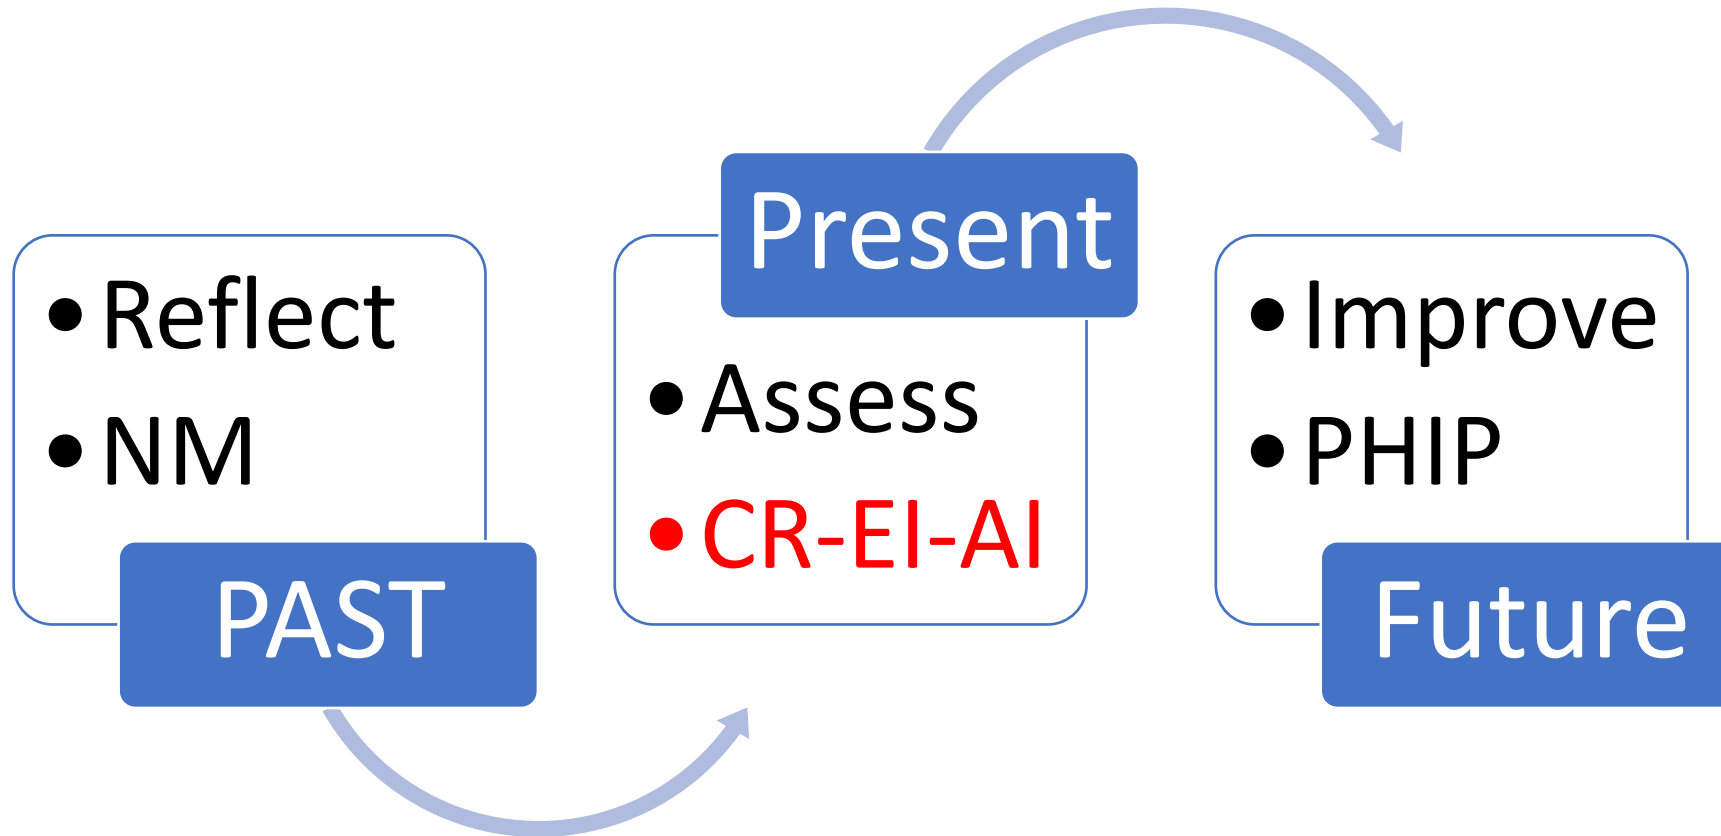 • Reflect
• NM
PAST
Present
• Assess
• CR-EI-AI
• Improve
• PHIP
Future